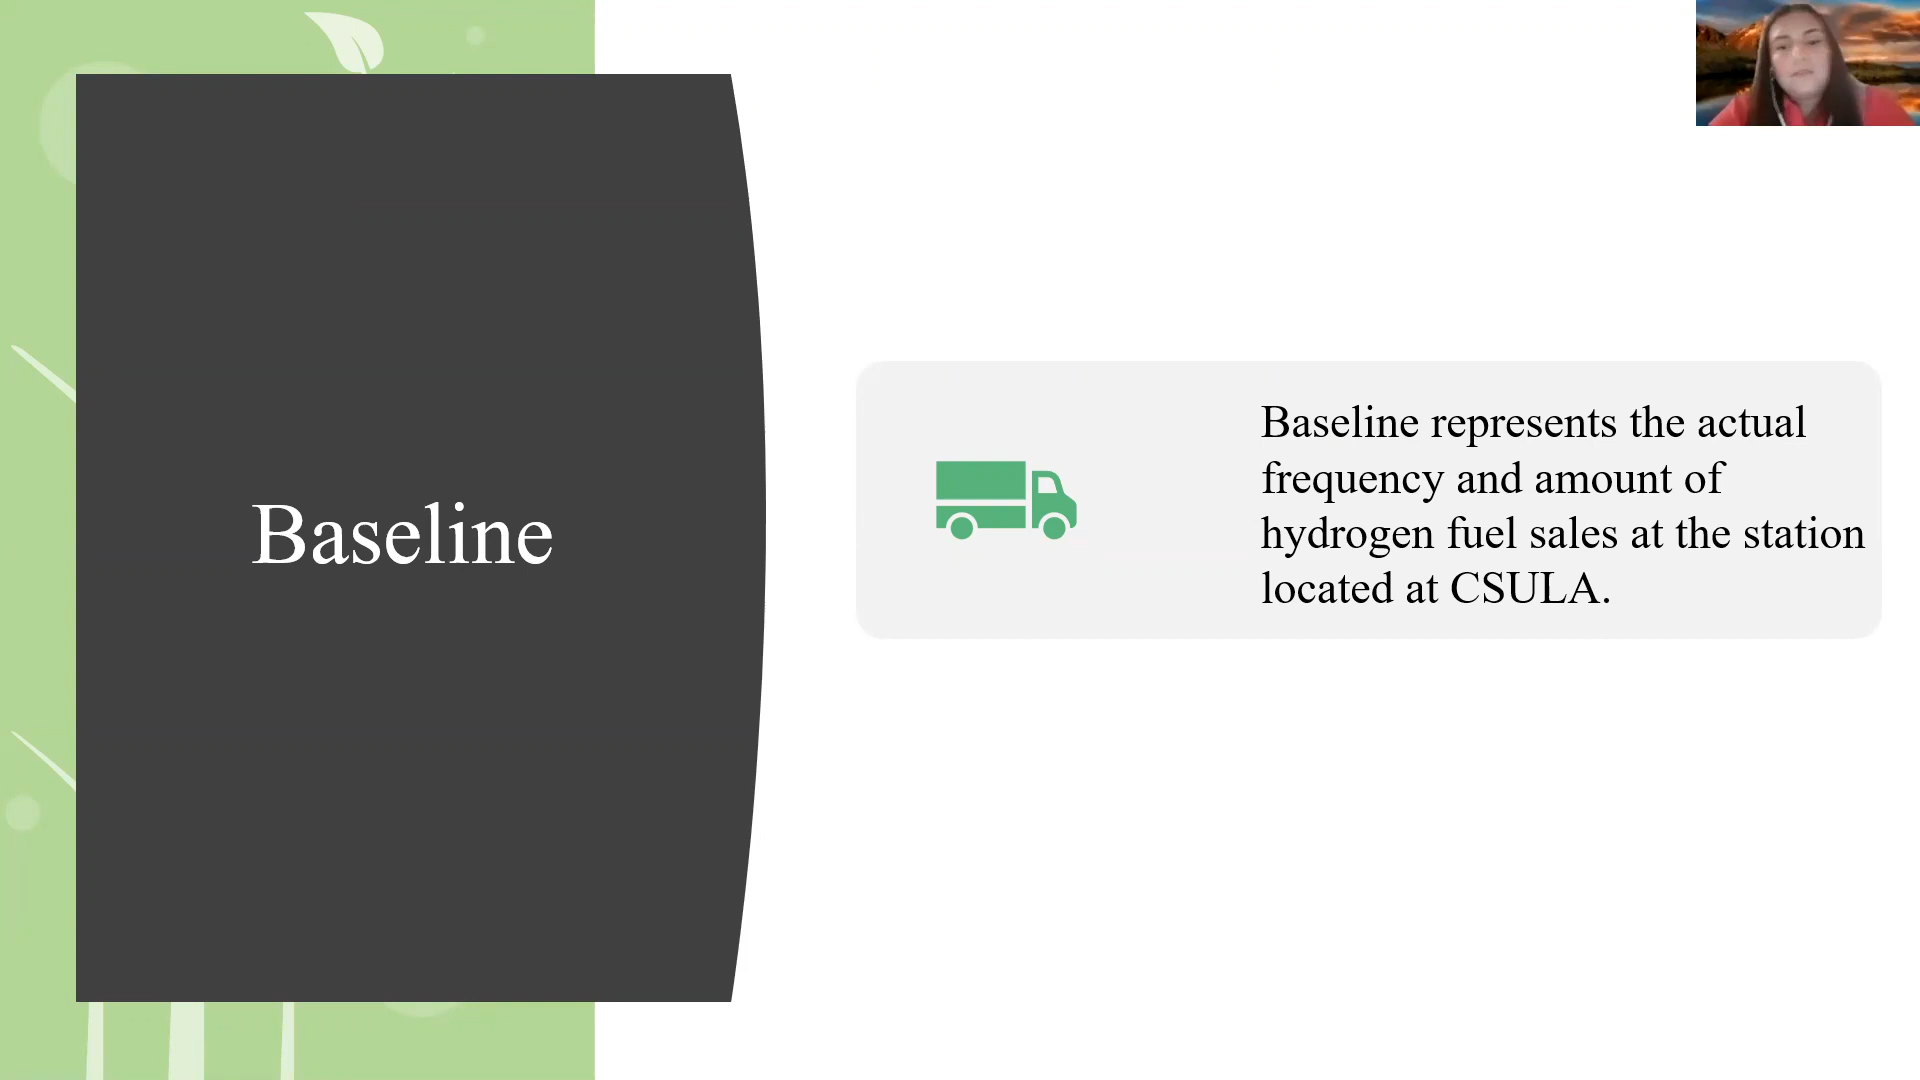 Baseline
Baseline represents the actual
frequency and amount of
hydrogen fuel sales at the station
located at CSULA.